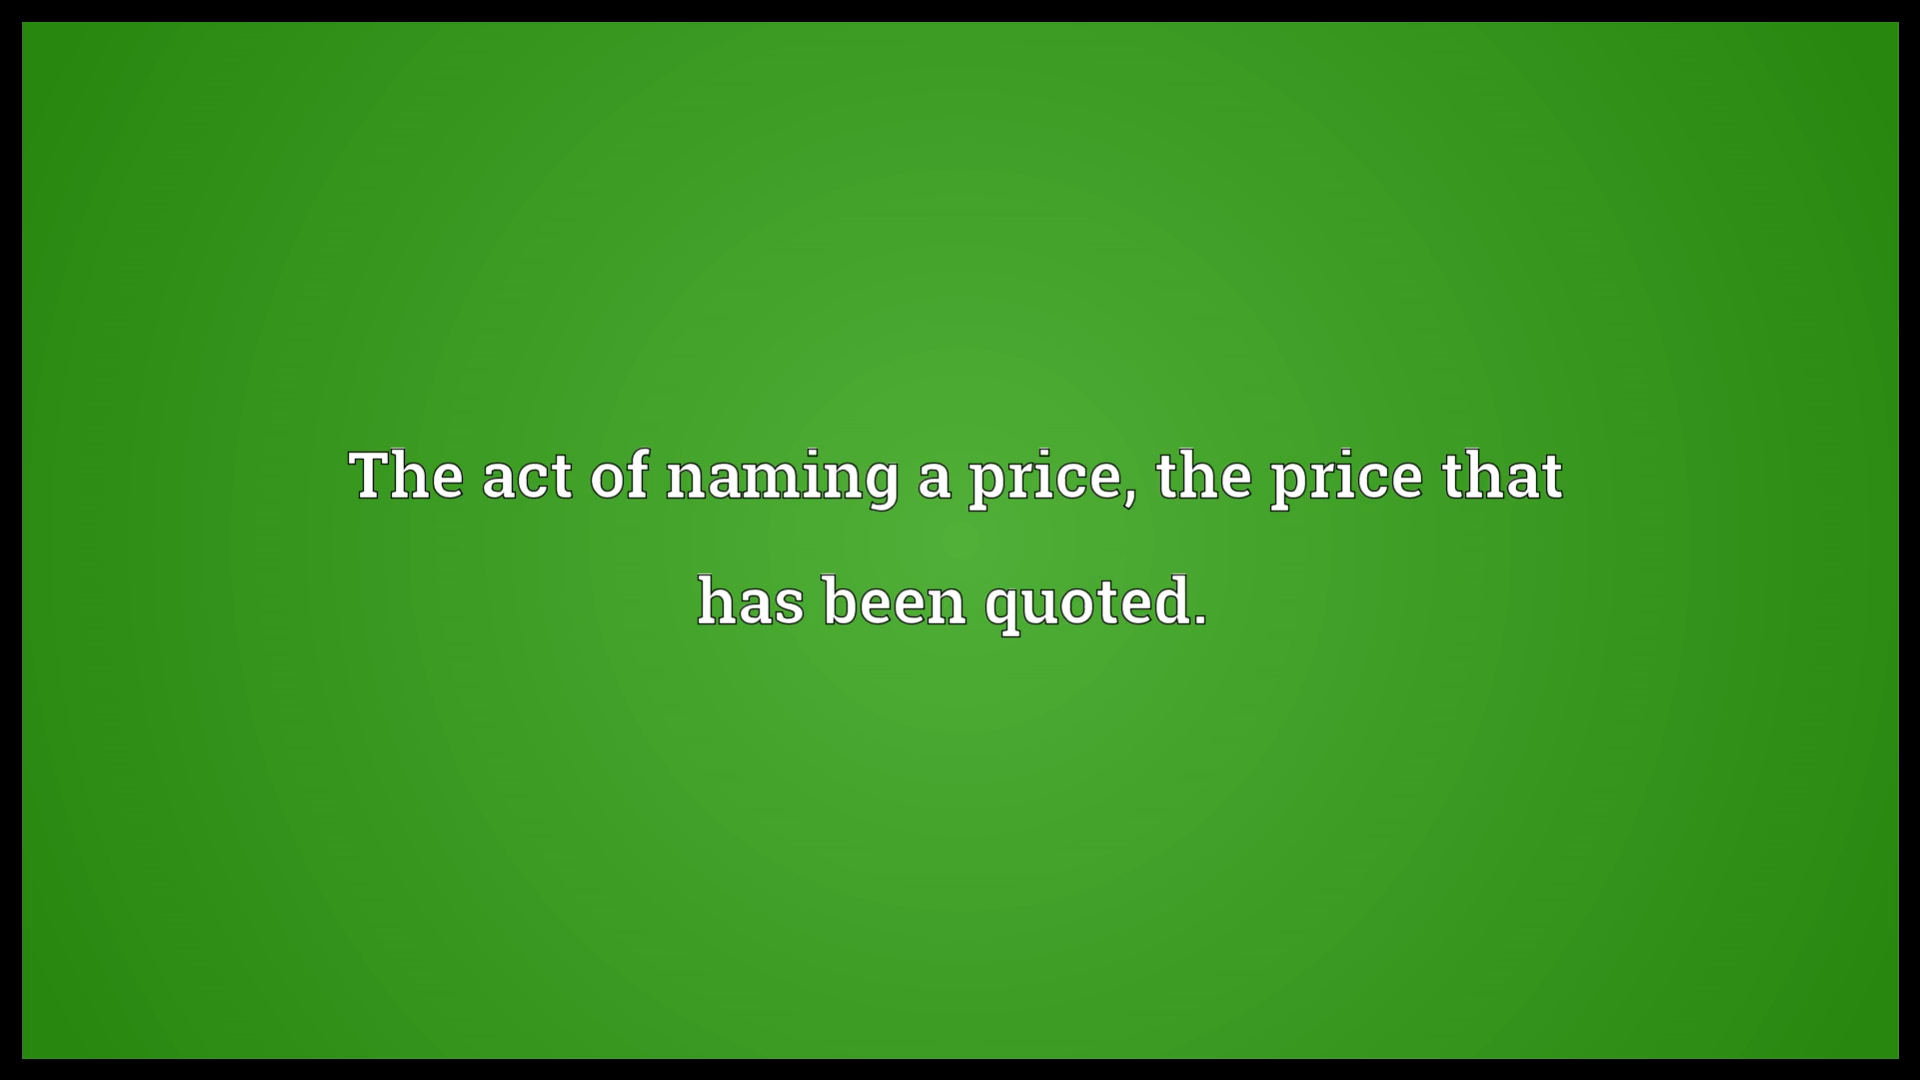 The act of naming a price, the price that
has been quoted.